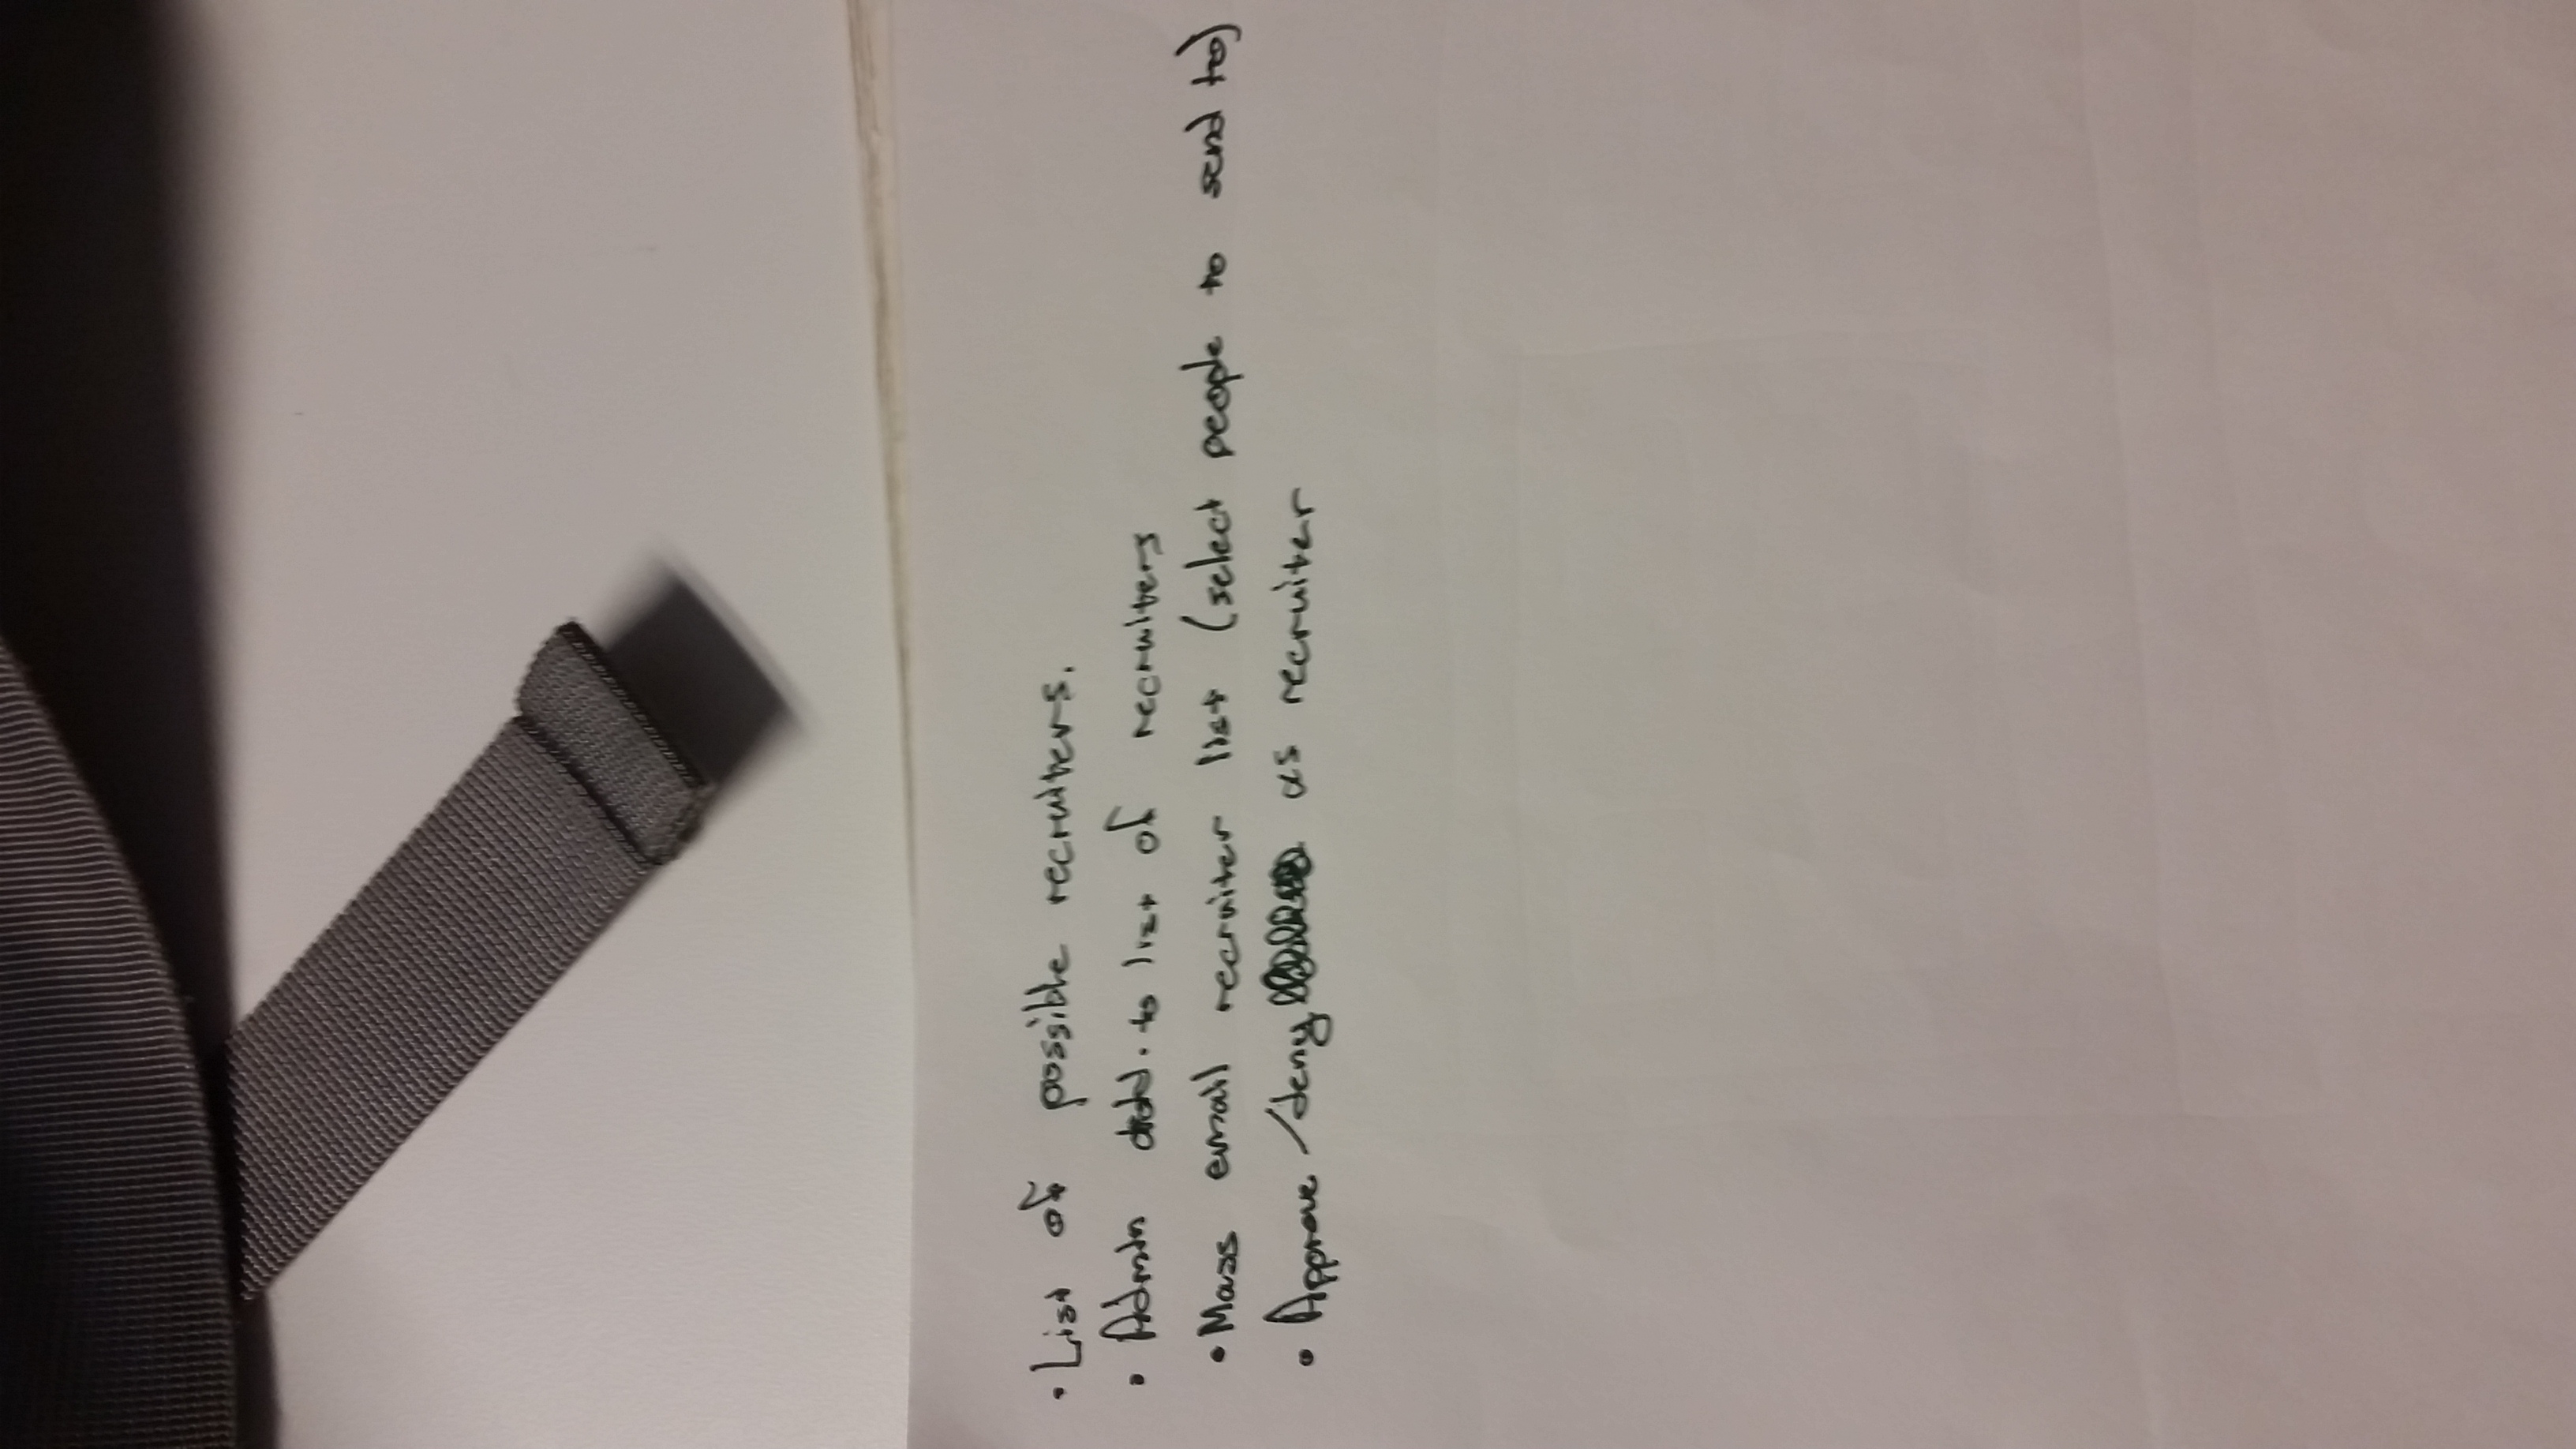 • List of possible recruiters.
• Admin add. to list of recruiters
• Mass email recruiter list (select people to send to)
• Approve/deny as recruiter